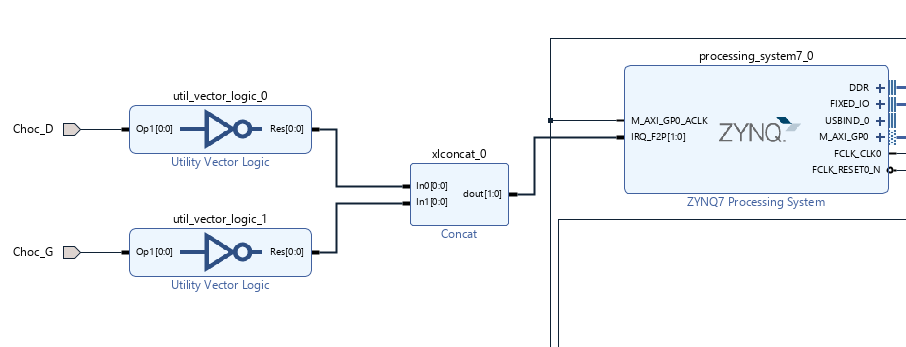 processing_system7_0
DDR
FIXED_IO
USBIND_0
M_AXI_GP0
FCLK_CLK0
FCLK_RESET0_N
M_AXI_GP0_ACLK
IRQ_F2P[1:0]
ZYNQ
ZYNQ7 Processing System
util_vector_logic_0
Choc_D
Op1[0:0]
Res[0:0]
Utility Vector Logic
xlconcat_0
In0[0:0]
In1[0:0]
dout[1:0]
Concat
util_vector_logic_1
Choc_G
Op1[0:0]
Res[0:0]
Utility Vector Logic